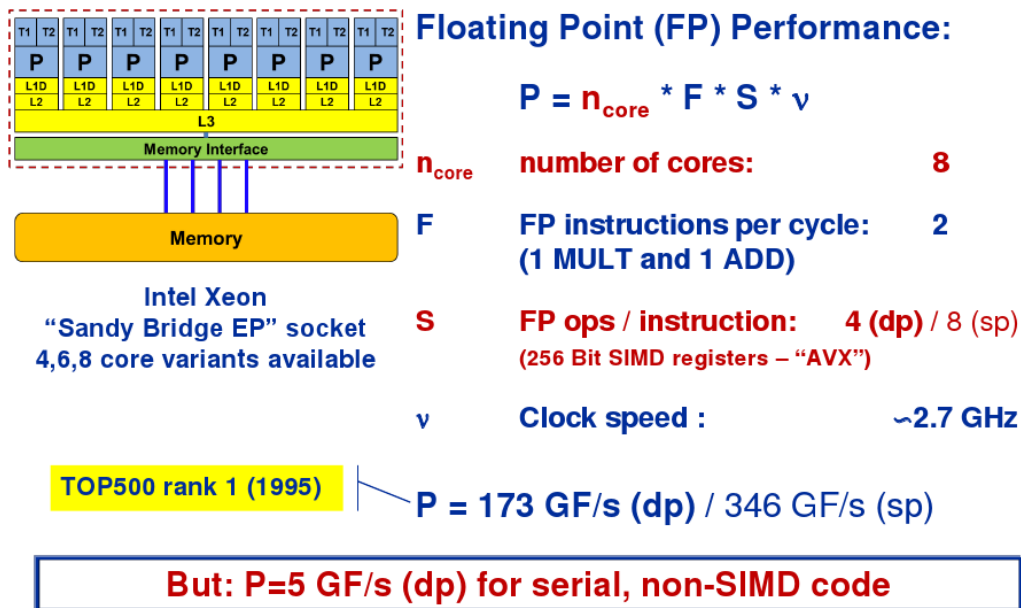 T1 T2 T1 T2 T1 T2 T1 T2 T1 T2 T1 T2 T1 T2 T1 T2
P P P P P P P P
L1D L1D L1D L1D L1D L1D L1D L1D
L2 L2 L2 L2 L2 L2 L2 L2
L3
Memory Interface
Memory
Intel Xeon
“Sandy Bridge EP” socket
4,6,8 core variants available
Floating Point (FP) Performance:
P = n_core * F * S * ν
n_core number of cores: 8
F FP instructions per cycle: 2
(1 MULT and 1 ADD)
S FP ops / instruction: 4 (dp) / 8 (sp)
(256 Bit SIMD registers – “AVX”)
ν Clock speed : ∽2.7 GHz
TOP500 rank 1 (1995)
P = 173 GF/s (dp) / 346 GF/s (sp)
But: P=5 GF/s (dp) for serial, non-SIMD code